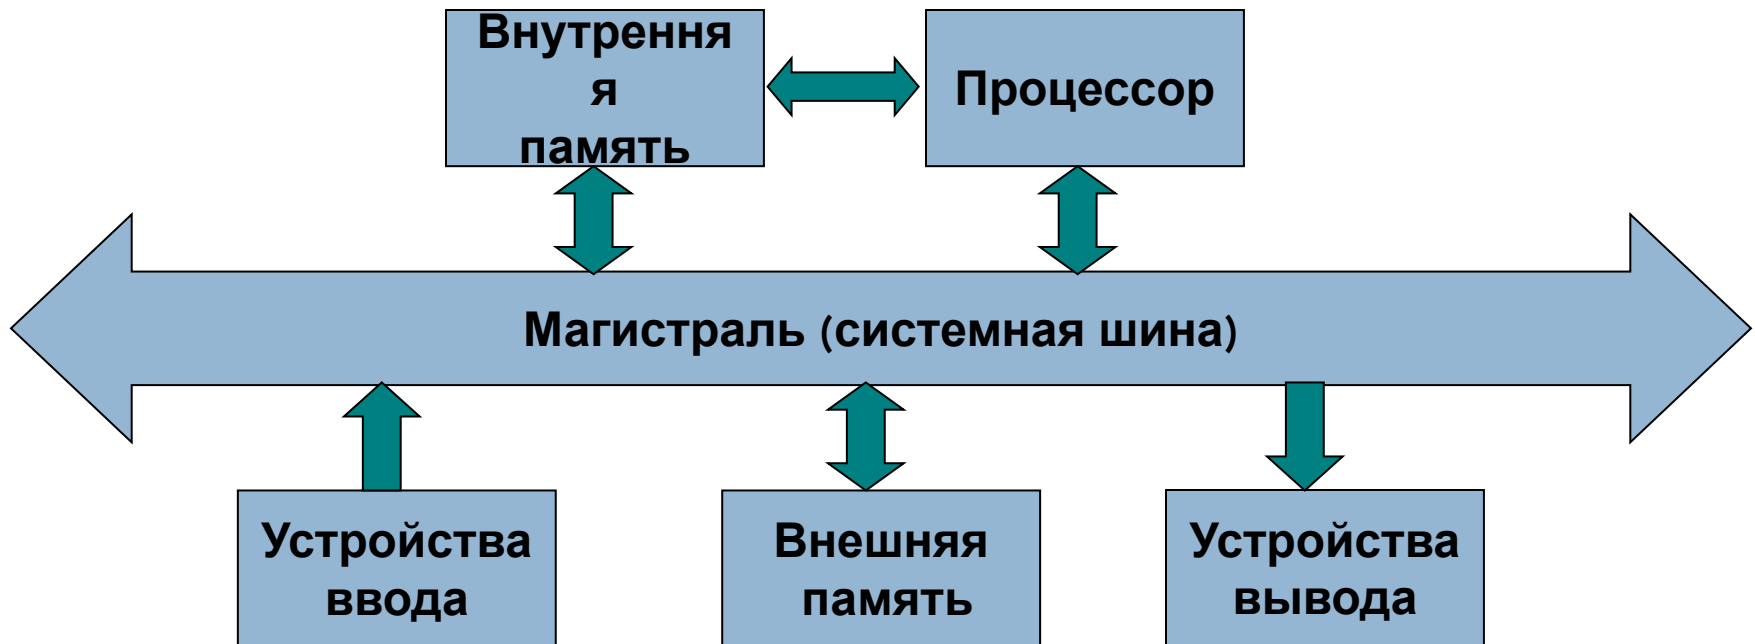 Внутрення
я
память
Процессор
Магистраль (системная шина)
Устройства
ввода
Внешняя
память
Устройства
вывода